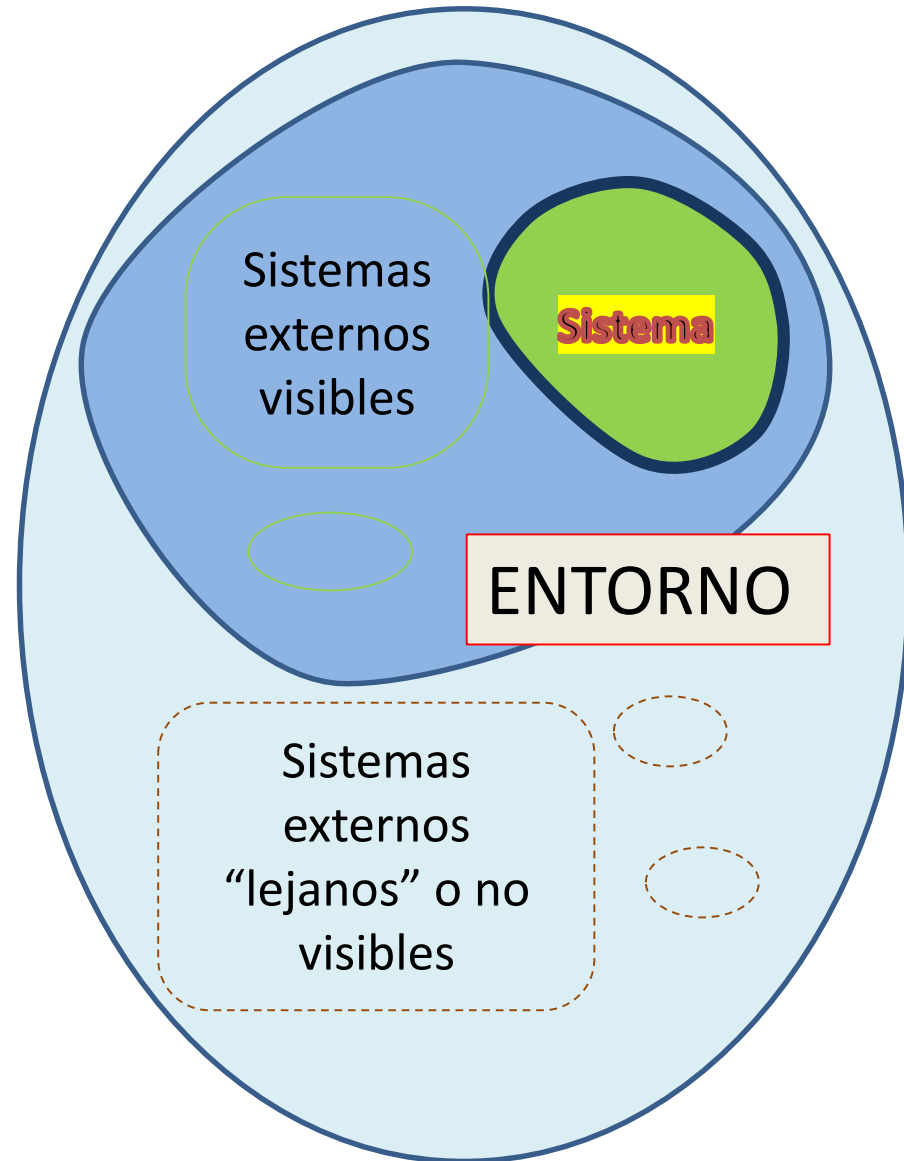 Sistemas
externos
visibles
Sistema
ENTORNO
Sistemas
externos
“lejanos” o no
visibles